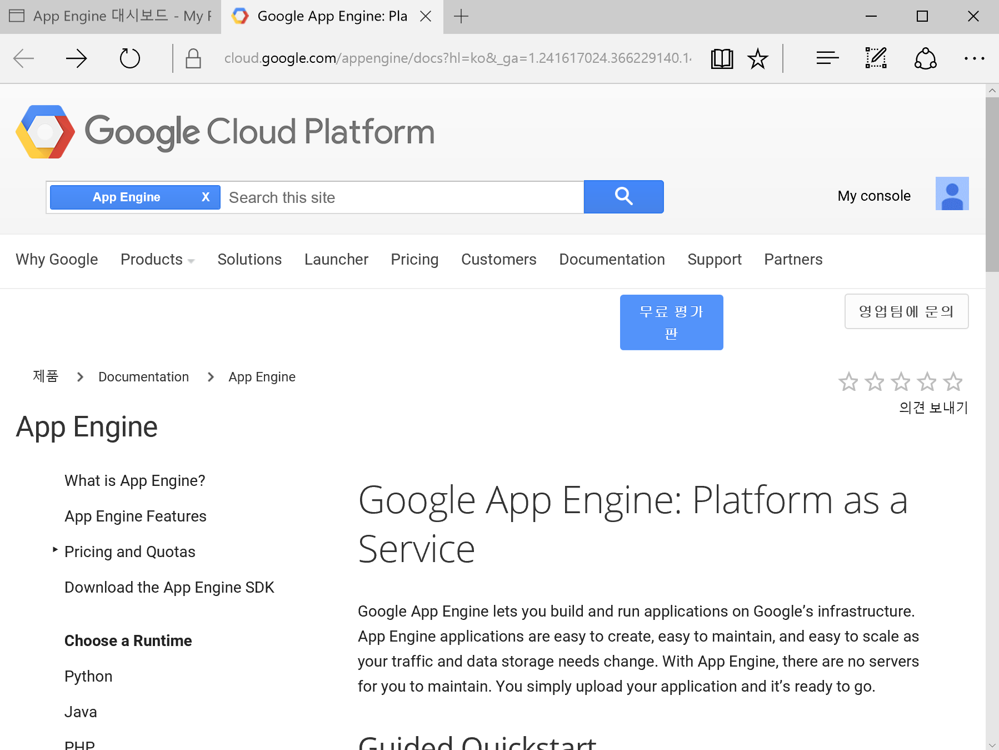 App Engine 대시보드 - My
Google App Engine: Pla
cloud.google.com/appengine/docs?hl=ko&_ga=1.241617024.366229140.1
Google Cloud Platform
App Engine X Search this site
My console
Why Google Products Solutions Launcher Pricing Customers Documentation Support Partners
무료 평가
판
영업팀에 문의
제품 Documentation App Engine
의견 보내기
App Engine
What is App Engine?
App Engine Features
Pricing and Quotas
Download the App Engine SDK
Choose a Runtime
Python
Java
PHP
Google App Engine: Platform as a
Service
Google App Engine lets you build and run applications on Google’s infrastructure.
App Engine applications are easy to create, easy to maintain, and easy to scale as
your traffic and data storage needs change. With App Engine, there are no servers
for you to maintain. You simply upload your application and it’s ready to go.
Guided Quickstart